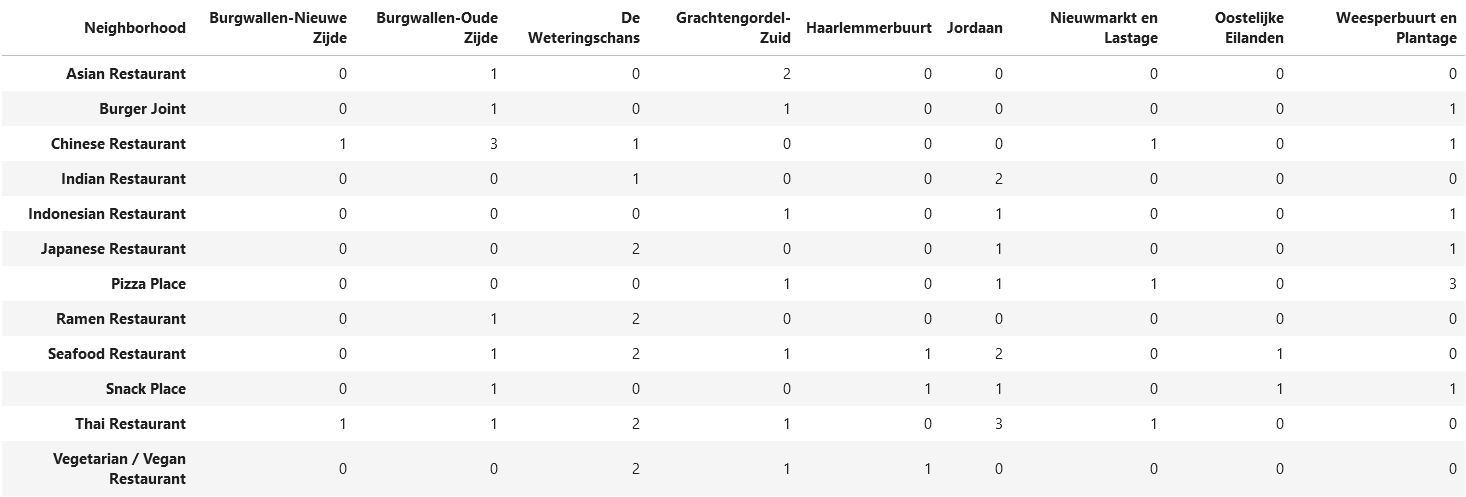 Neighborhood Burgwallen-Nieuwe Zijde Burgwallen-Oude Zijde De Weteringschans Grachtengordel-Zuid Haarlemmerbuurt Jordaan Nieuwmarkt en Lastage Oostelijke Eilanden Weesperbuurt en Plantage
Asian Restaurant 0 1 0 2 0 0 0 0 0
Burger Joint 0 1 0 1 0 0 0 0 1
Chinese Restaurant 1 3 1 0 0 0 1 0 1
Indian Restaurant 0 0 1 0 0 2 0 0 0
Indonesian Restaurant 0 0 0 1 0 1 0 0 1
Japanese Restaurant 0 0 2 0 0 1 0 0 1
Pizza Place 0 0 0 1 0 1 1 0 3
Ramen Restaurant 0 1 2 0 0 0 0 0 0
Seafood Restaurant 0 1 2 1 1 2 0 1 0
Snack Place 0 1 0 0 1 1 0 1 1
Thai Restaurant 1 1 2 1 0 3 1 0 0
Vegetarian / Vegan Restaurant 0 0 2 1 1 0 0 0 0